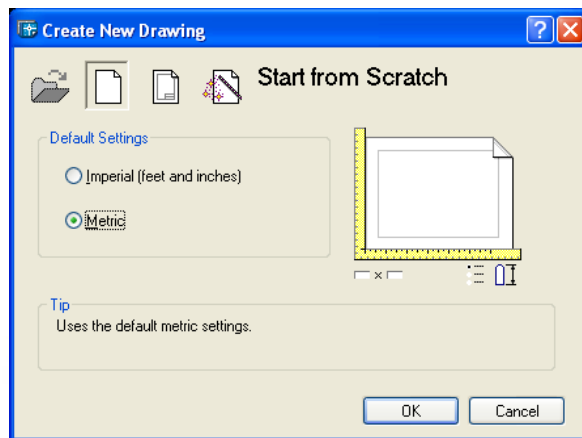 Create New Drawing
Start from Scratch
Default Settings
Imperial (feet and inches)
Metric
Tip
Uses the default metric settings.
OK
Cancel